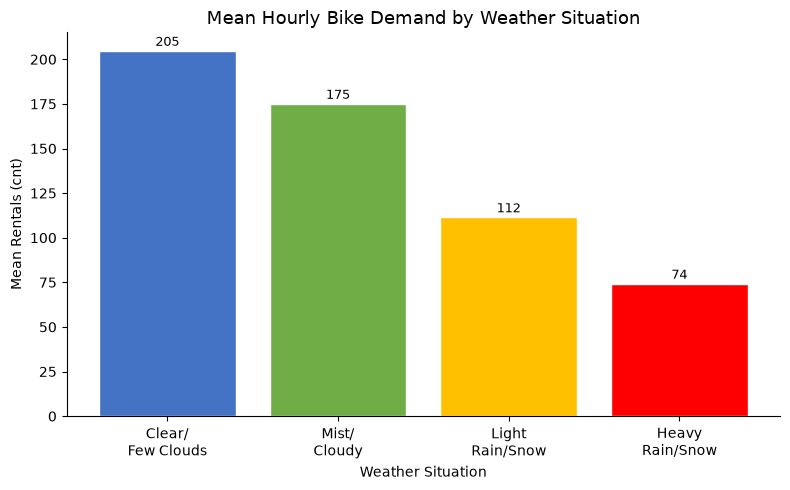 Mean Hourly Bike Demand by Weather Situation
Mean Rentals (cnt)
200
175
150
125
100
75
50
25
0
205
175
112
74
Clear/
Few Clouds
Mist/
Cloudy
Light
Rain/Snow
Heavy
Rain/Snow
Weather Situation